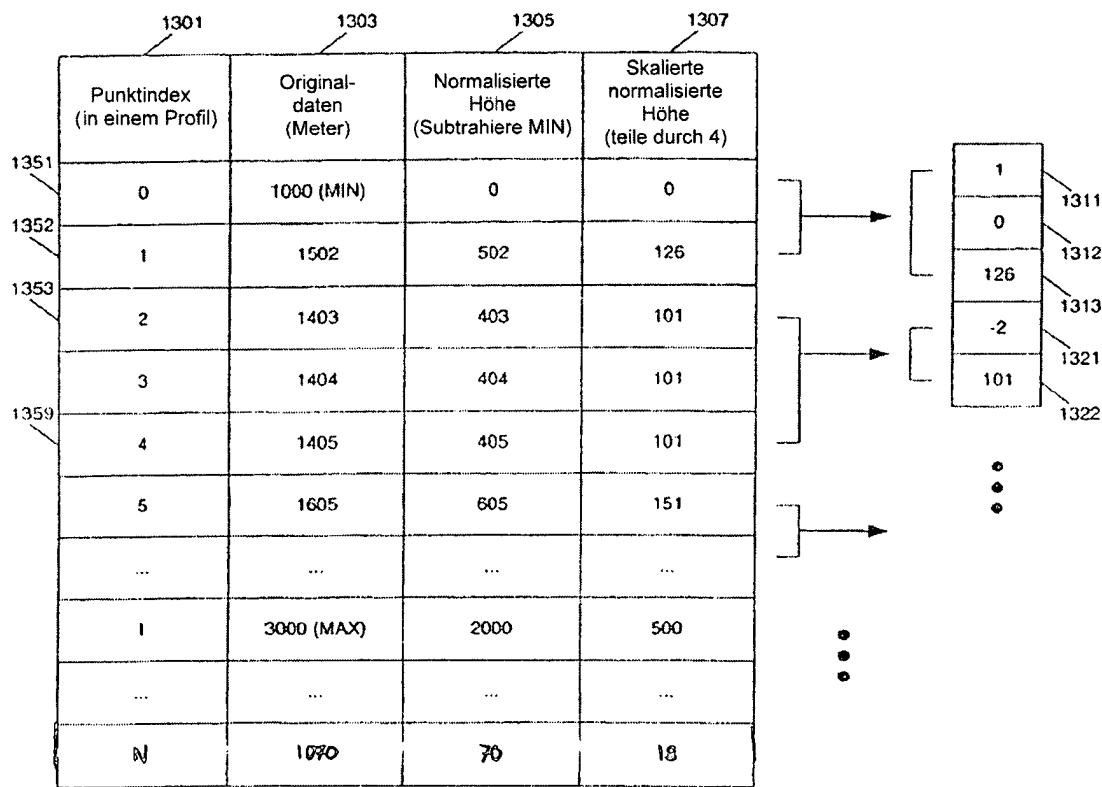 1301 1303 1305 1307
Punktindex
(in einem Profil)
Original-
daten
(Meter)
Normalisierte
Höhe
(Subtrahiere MIN)
Skalierte
normalisierte
Höhe
(teile durch 4)
1351
0 1000 (MIN) 0 0
1352
1 1502 502 126
1353
2 1403 403 101
3 1404 404 101
1359
4 1405 405 101
5 1605 605 151
... ... ... ...
I 3000 (MAX) 2000 500
... ... ... ...
N 1070 70 18
1
1311
0
1312
126
1313
-2
1321
101
1322